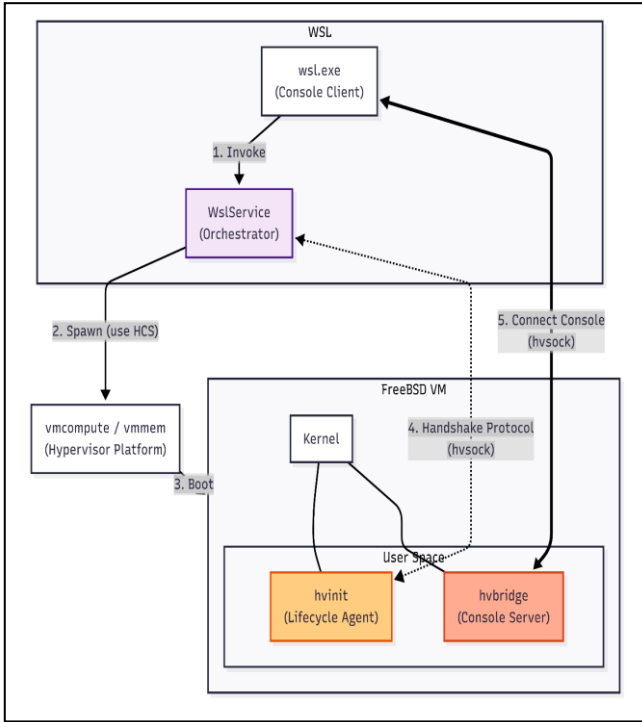 WSL
wsl.exe
(Console Client)
1. Invoke
WslService
(Orchestrator)
2. Spawn (use HCS)
5. Connect Console
(hvsock)
FreeBSD VM
vmcompute / vmmem
(Hypervisor Platform)
Kernel
4. Handshake Protocol
(hvsock)
3. Boot
User Space
hvinit
(Lifecycle Agent)
hvbridge
(Console Server)